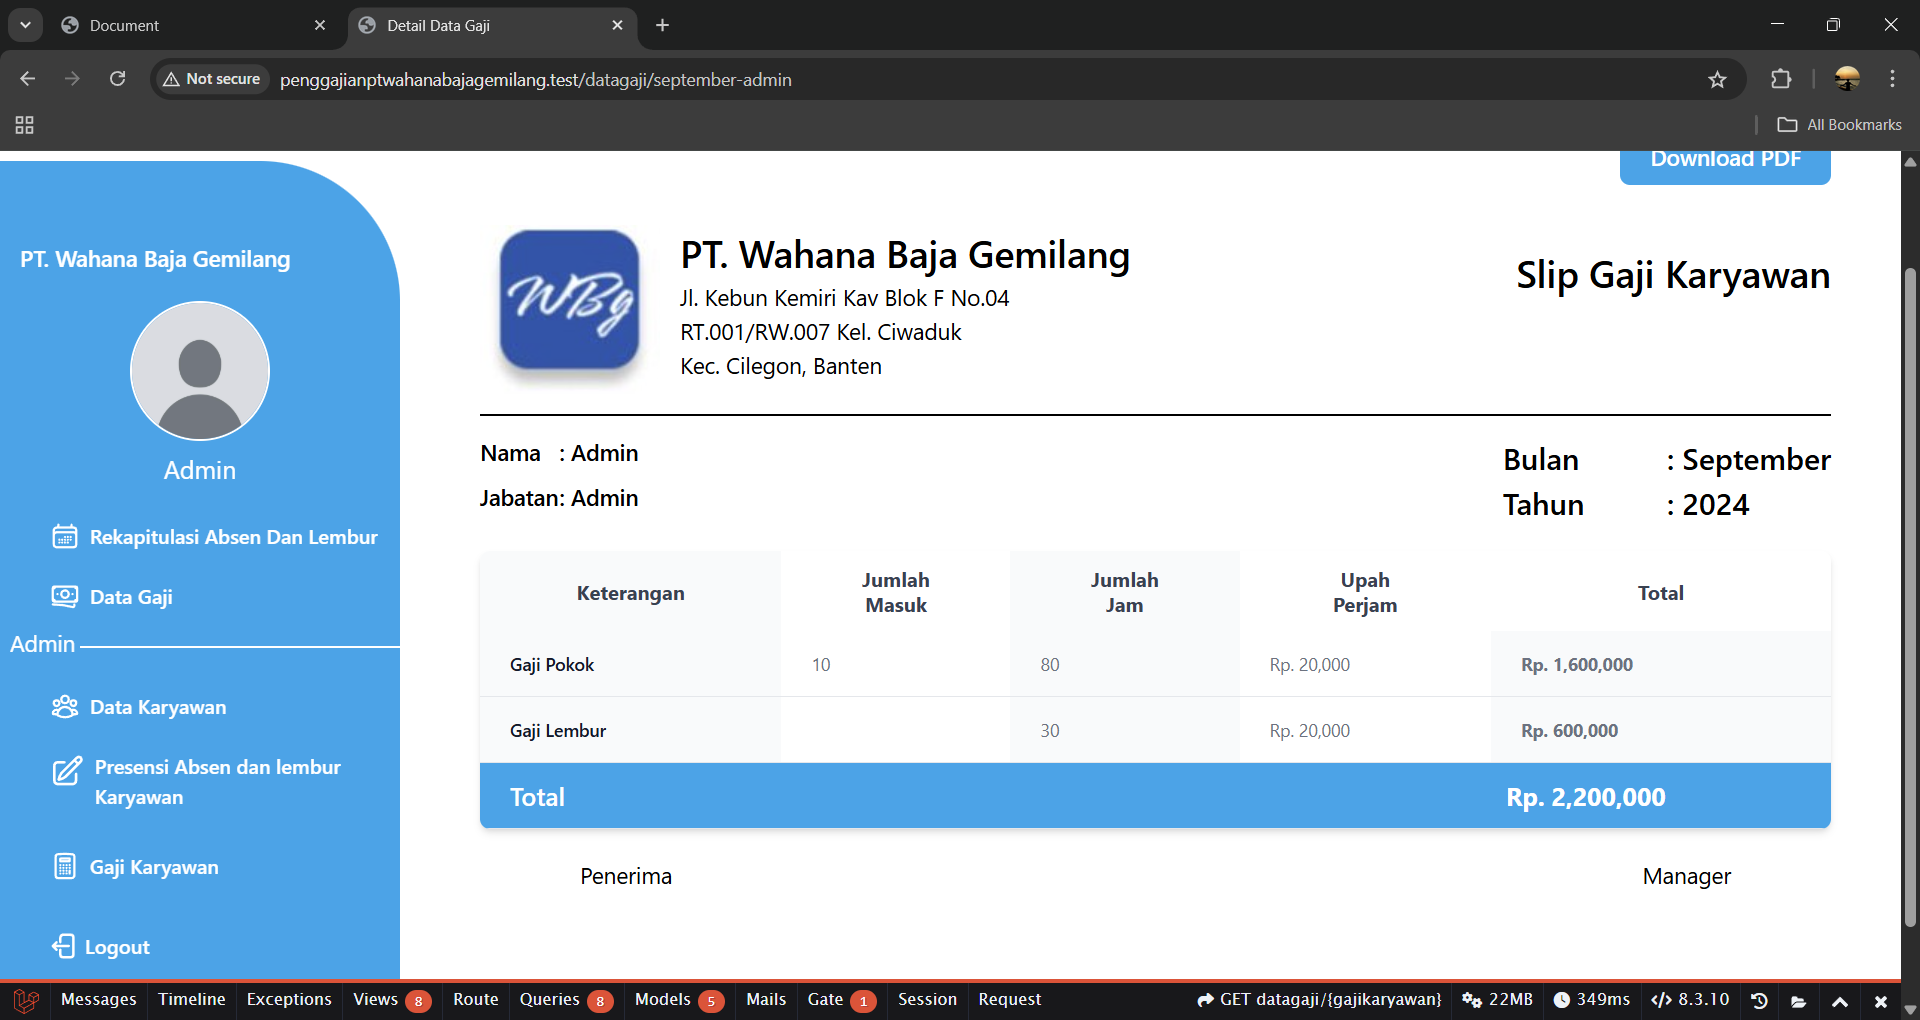 Document
Detail Data Gaji
Not secure
penggajianptwahanabajagemilang.test/datagaji/september-admin
All Bookmarks
Download PDF
PT. Wahana Baja Gemilang
Admin
Rekapitulasi Absen Dan Lembur
Data Gaji
Admin
Data Karyawan
Presensi Absen dan lembur
Karyawan
Gaji Karyawan
Logout
WBg
PT. Wahana Baja Gemilang
Jl. Kebun Kemiri Kav Blok F No.04
RT.001/RW.007 Kel. Ciwaduk
Kec. Cilegon, Banten
Slip Gaji Karyawan
Nama : Admin
Jabatan: Admin
Bulan : September
Tahun : 2024
Keterangan Jumlah Masuk Jumlah Jam Upah Perjam Total
Gaji Pokok 10 80 Rp. 20,000 Rp. 1,600,000
Gaji Lembur 30 Rp. 20,000 Rp. 600,000
Total Rp. 2,200,000
Penerima Manager
Messages Timeline Exceptions Views 8 Route Queries 8 Models 5 Mails Gate 1 Session Request GET datagaji/{gajikaryawan} 22MB 349ms 8.3.10